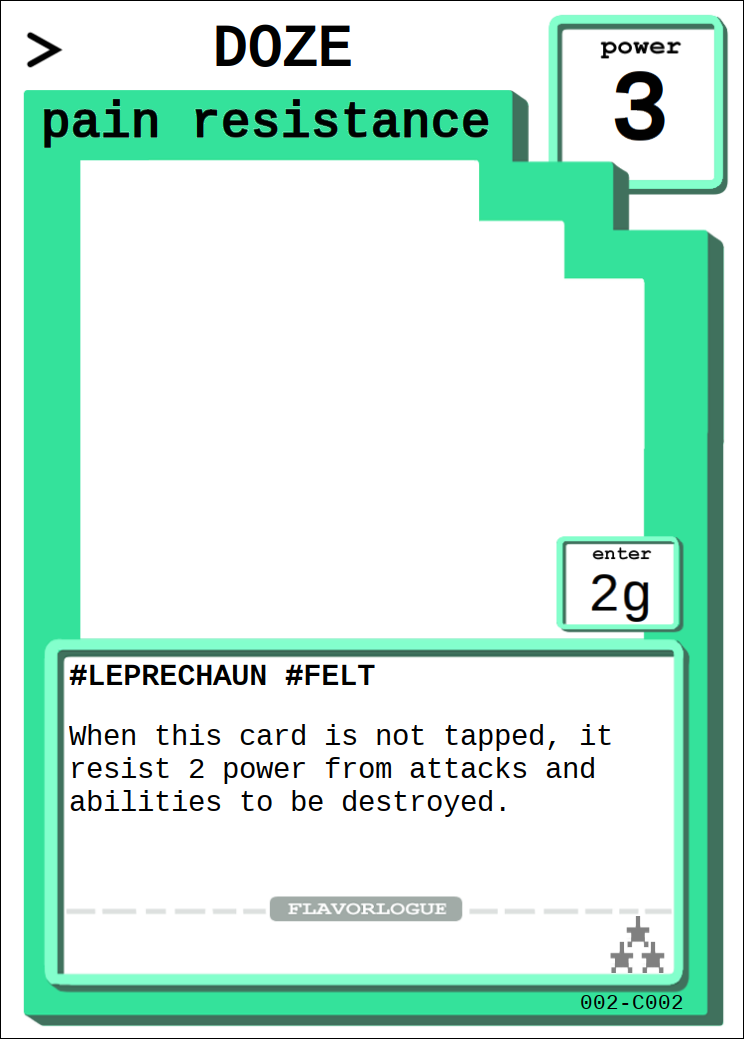 > DOZE
power
3
pain resistance
enter
2g
#LEPRECHAUN #FELT
When this card is not tapped, it
resist 2 power from attacks and
abilities to be destroyed.
FLAVORLOGUE
002-C002